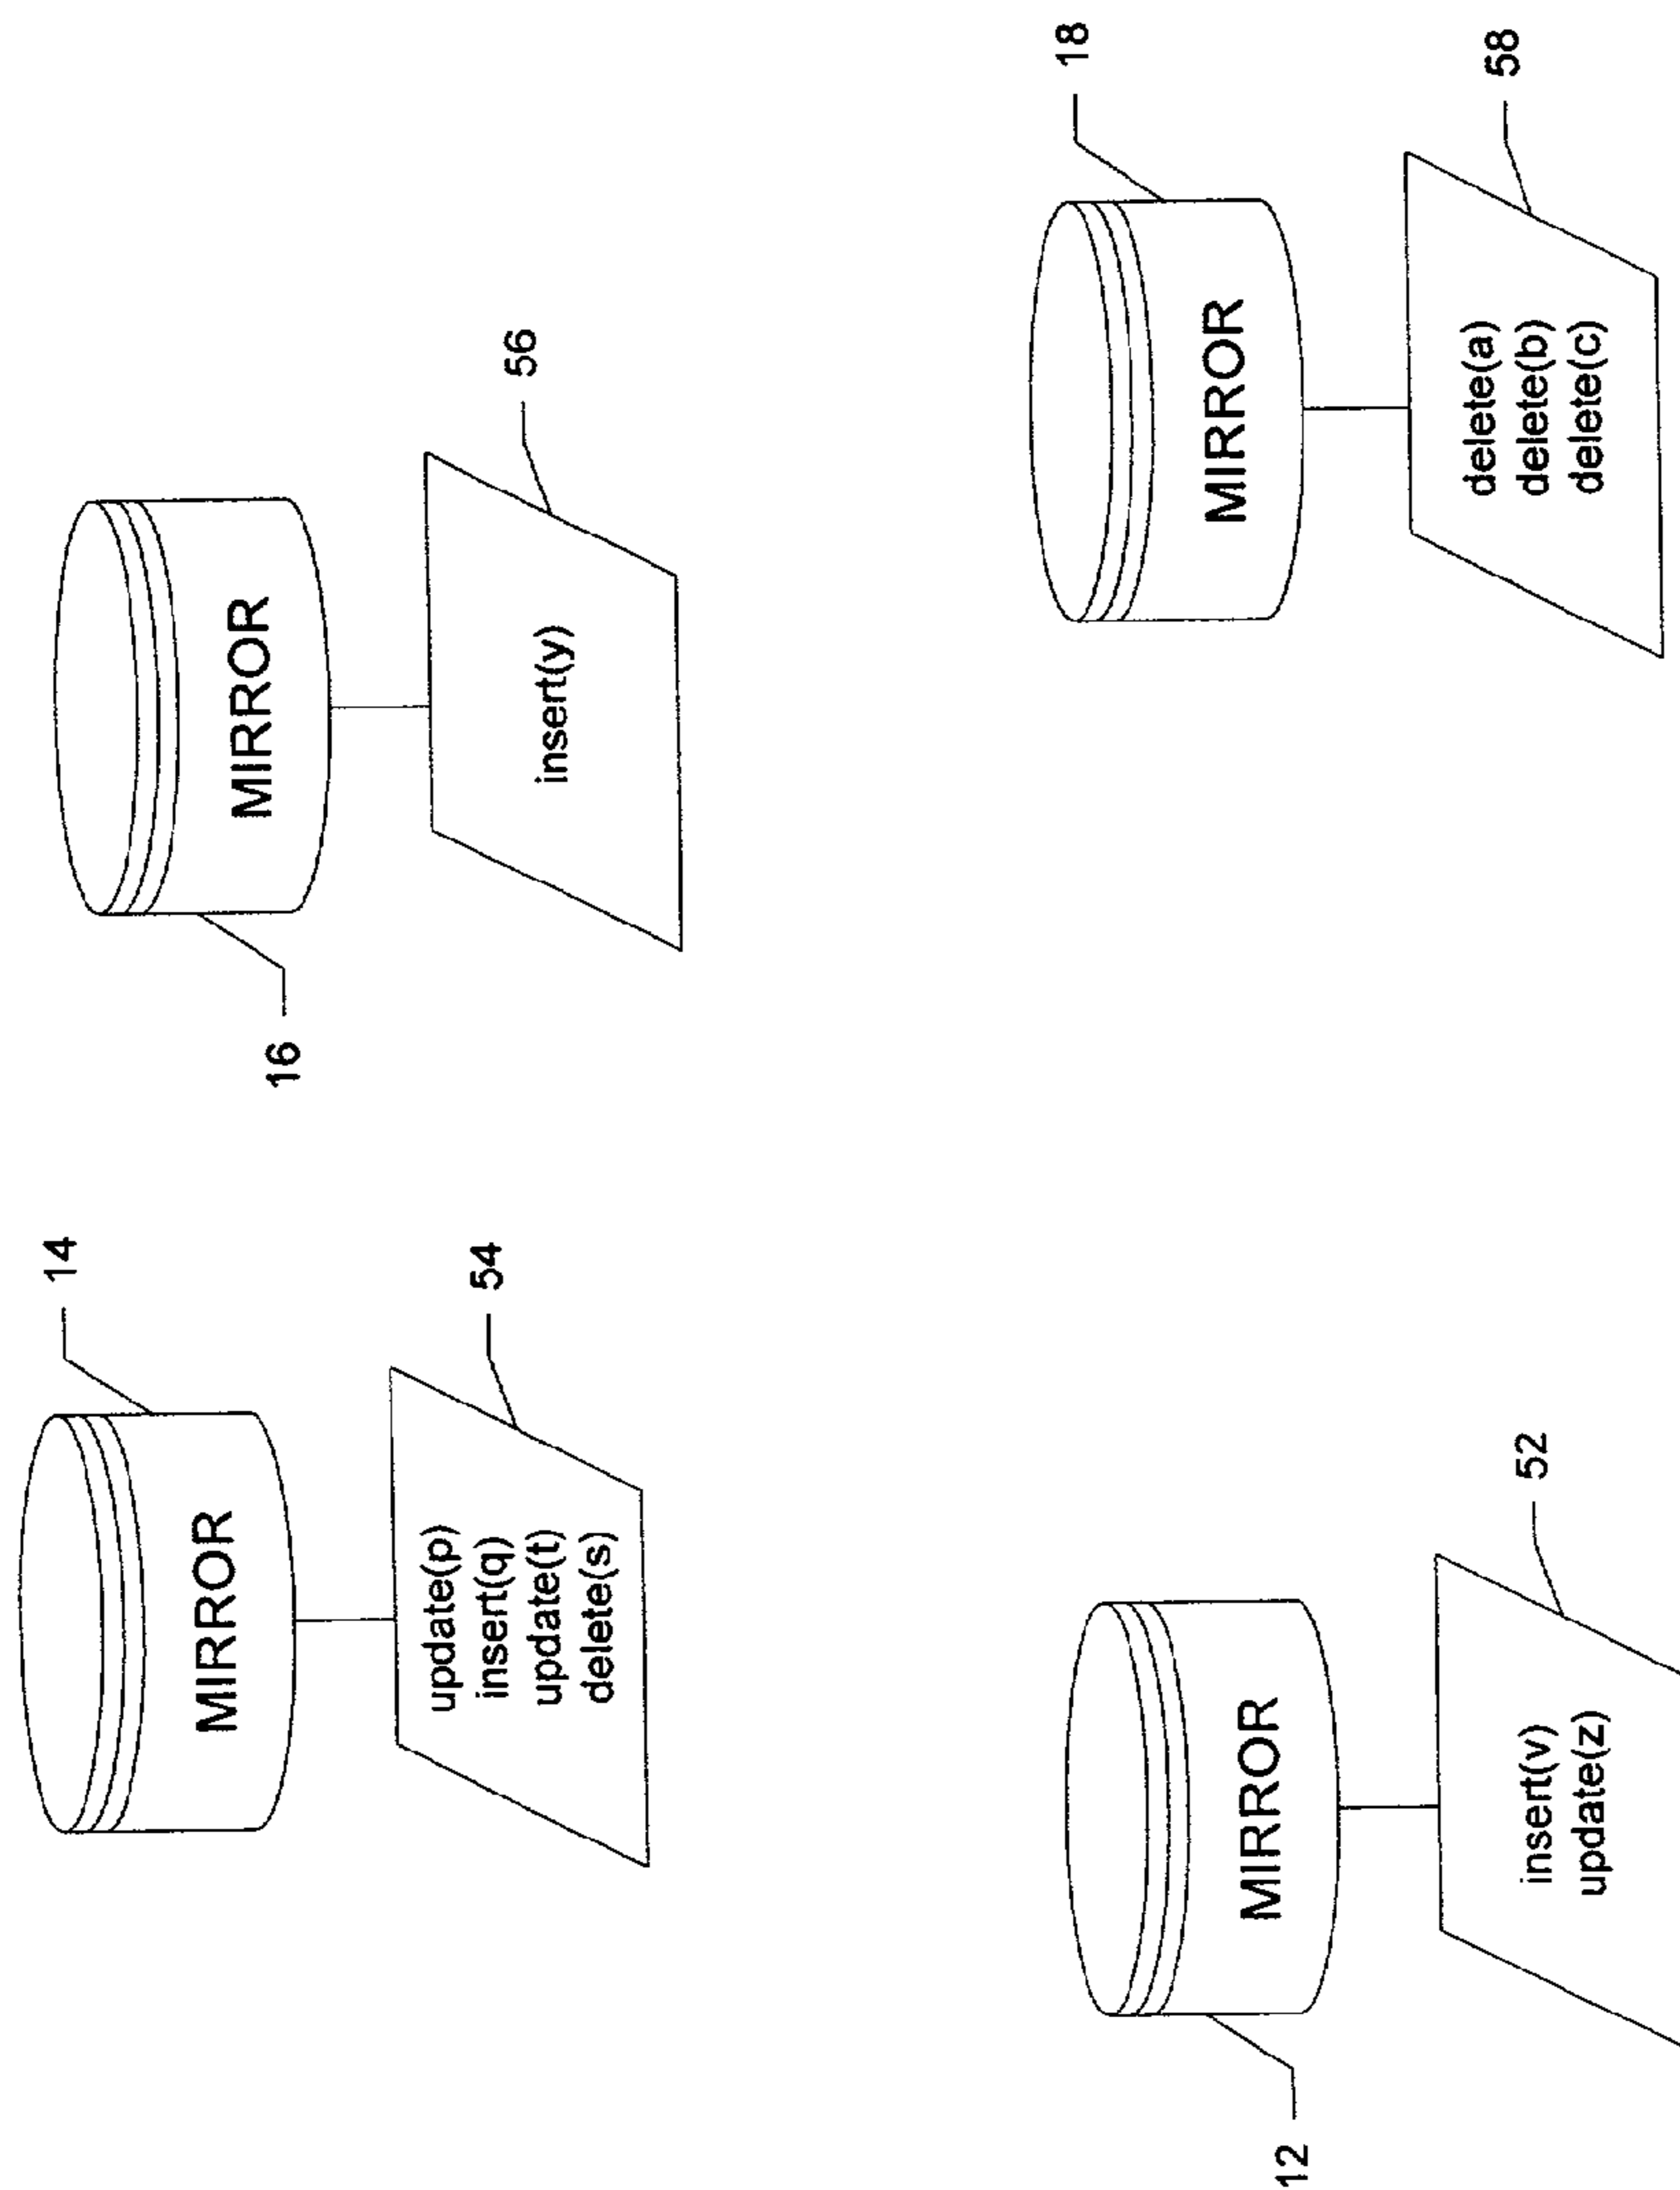 14
MIRROR
54
update(p)
insert(q)
update(t)
delete(s)
16
MIRROR
56
insert(y)
12
MIRROR
52
insert(v)
update(z)
18
MIRROR
58
delete(a)
delete(b)
delete(c)